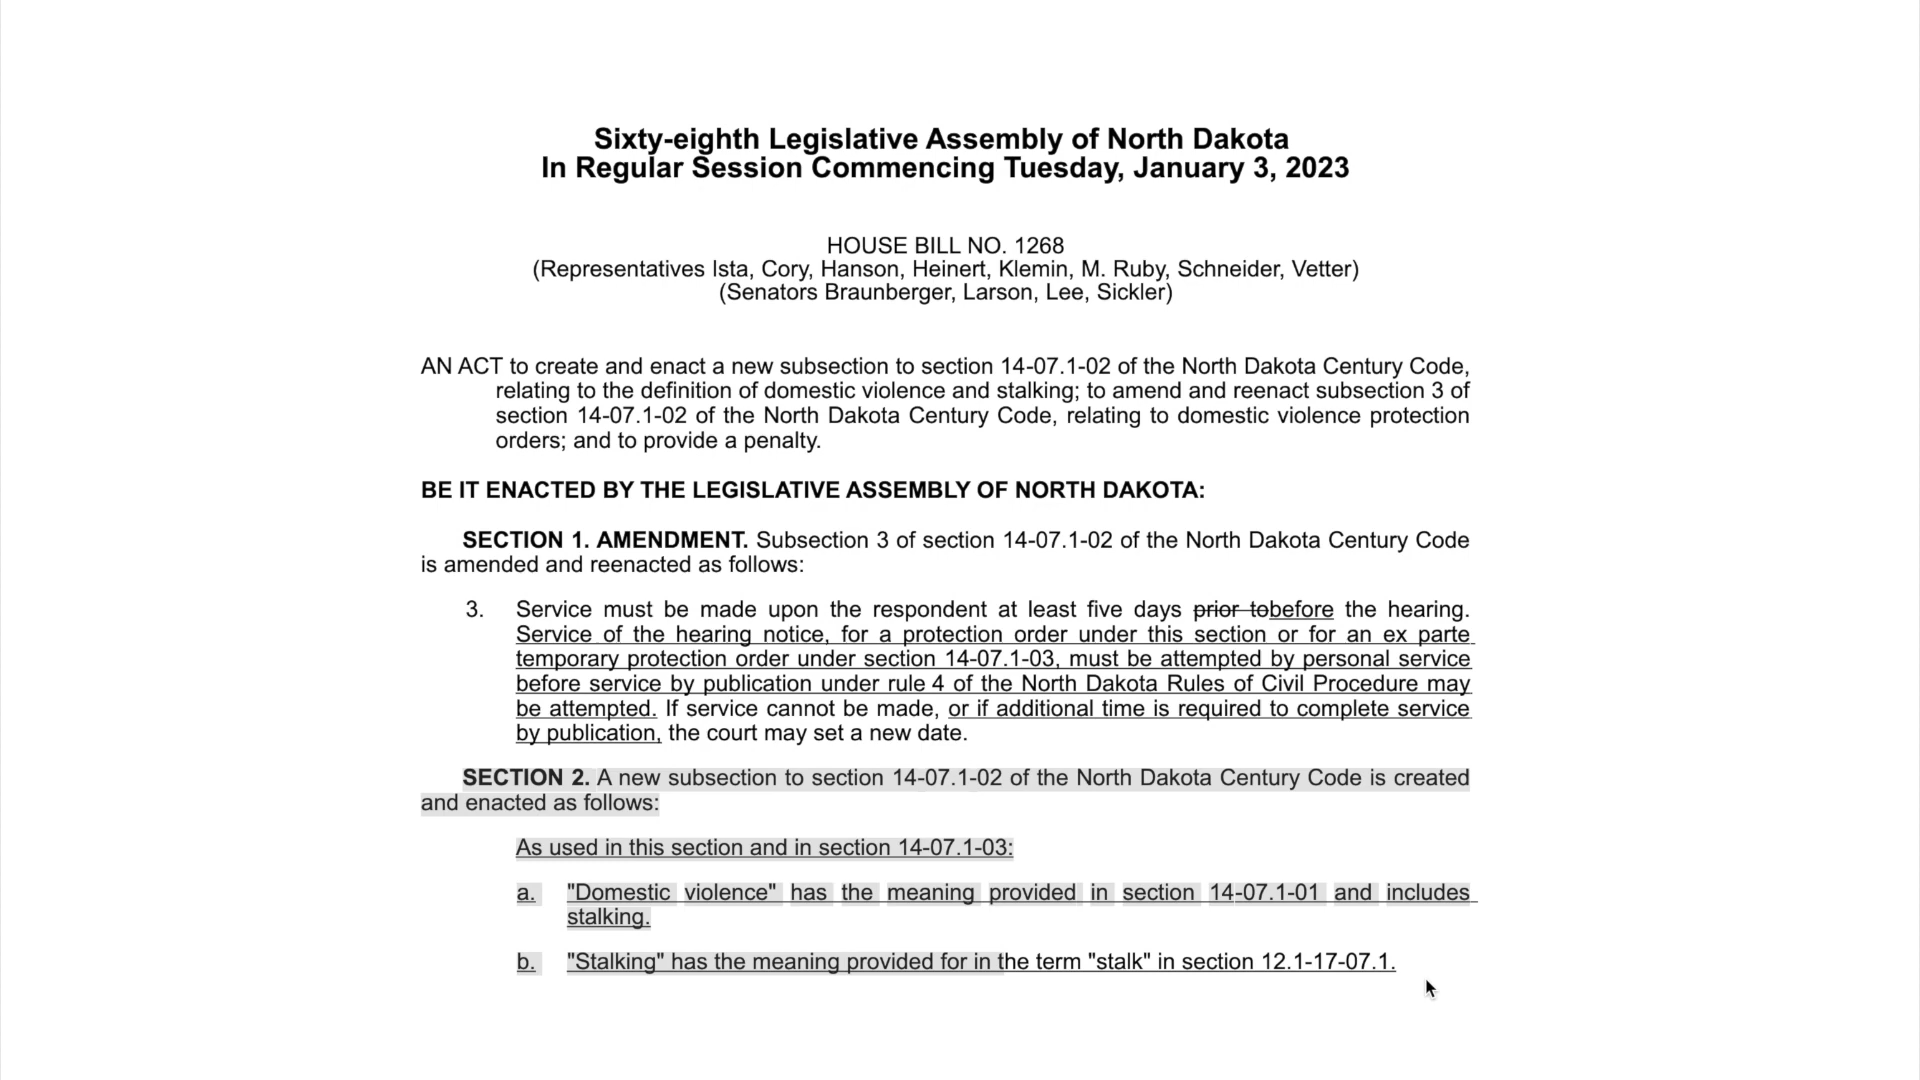 Sixty-eighth Legislative Assembly of North Dakota
In Regular Session Commencing Tuesday, January 3, 2023
HOUSE BILL NO. 1268
(Representatives Ista, Cory, Hanson, Heinert, Klemin, M. Ruby, Schneider, Vetter)
(Senators Braunberger, Larson, Lee, Sickler)
AN ACT to create and enact a new subsection to section 14-07.1-02 of the North Dakota Century Code,
relating to the definition of domestic violence and stalking; to amend and reenact subsection 3 of
section 14-07.1-02 of the North Dakota Century Code, relating to domestic violence protection
orders; and to provide a penalty.
BE IT ENACTED BY THE LEGISLATIVE ASSEMBLY OF NORTH DAKOTA:
SECTION 1. AMENDMENT. Subsection 3 of section 14-07.1-02 of the North Dakota Century Code
is amended and reenacted as follows:
3. Service must be made upon the respondent at least five days prior tobefore the hearing.
Service of the hearing notice, for a protection order under this section or for an ex parte
temporary protection order under section 14-07.1-03, must be attempted by personal service
before service by publication under rule 4 of the North Dakota Rules of Civil Procedure may
be attempted. If service cannot be made, or if additional time is required to complete service
by publication, the court may set a new date.
SECTION 2. A new subsection to section 14-07.1-02 of the North Dakota Century Code is created
and enacted as follows:
As used in this section and in section 14-07.1-03:
a. "Domestic violence" has the meaning provided in section 14-07.1-01 and includes
stalking.
b. "Stalking" has the meaning provided for in the term "stalk" in section 12.1-17-07.1.